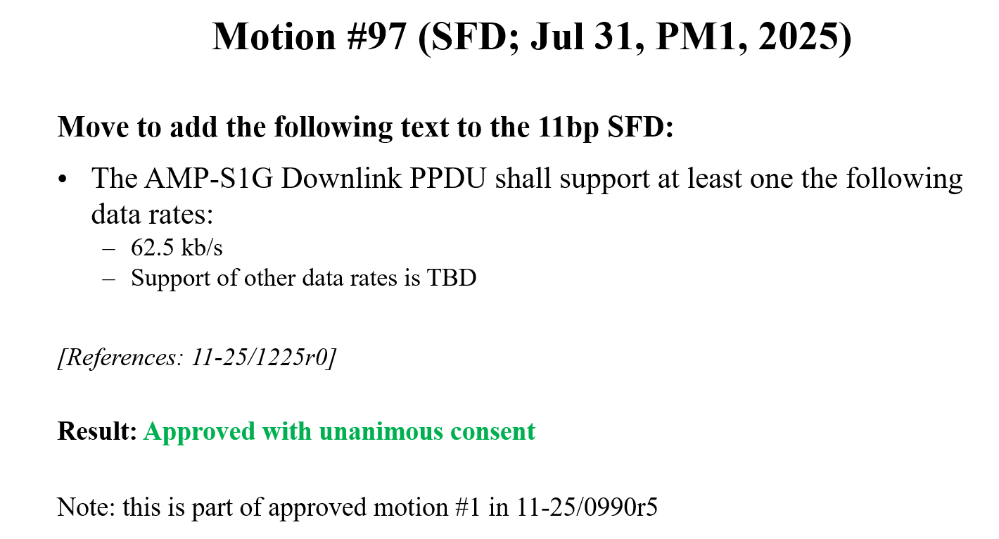 Motion #97 (SFD; Jul 31, PM1, 2025)
Move to add the following text to the 11bp SFD:
• The AMP-S1G Downlink PPDU shall support at least one the following
data rates:
– 62.5 kb/s
– Support of other data rates is TBD
[References: 11-25/1225r0]
Result: Approved with unanimous consent
Note: this is part of approved motion #1 in 11-25/0990r5